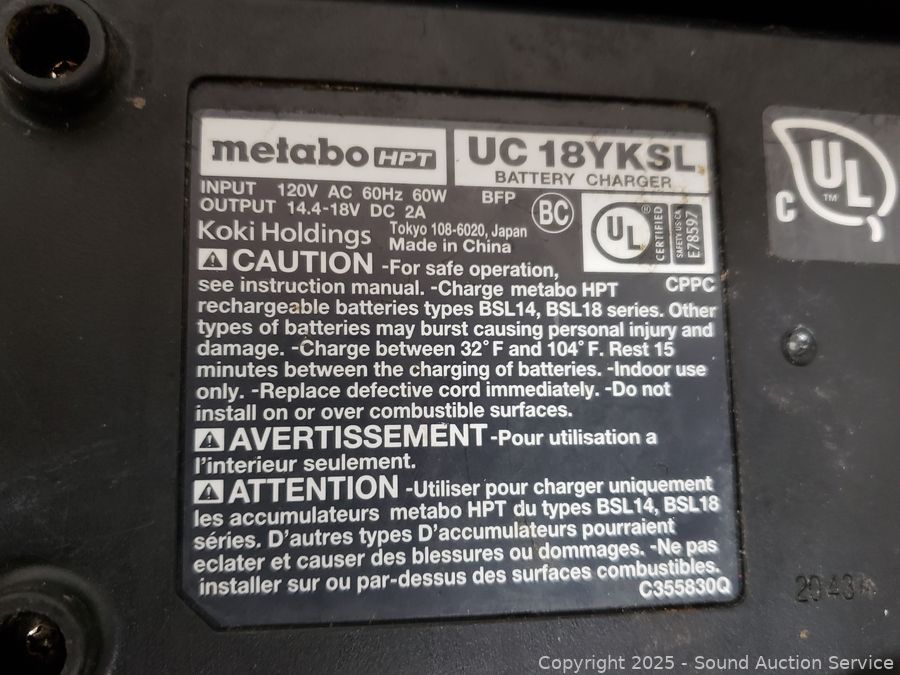 metabo HPT
UC 18YKSL
BATTERY CHARGER
INPUT 120V AC 60Hz 60W BFP
OUTPUT 14.4-18V DC 2A
BC
UL ® CERTIFIED SAFETY US CA E78597
C UL TM
Koki Holdings Tokyo 108-6020, Japan
Made in China
CPPC
CAUTION -For safe operation,
see instruction manual. -Charge metabo HPT
rechargeable batteries types BSL14, BSL18 series. Other
types of batteries may burst causing personal injury and
damage. -Charge between 32°F and 104°F. Rest 15
minutes between the charging of batteries. -Indoor use
only. -Replace defective cord immediately. -Do not
install on or over combustible surfaces.
AVERTISSEMENT -Pour utilisation a
l'interieur seulement.
ATTENTION -Utiliser pour charger uniquement
les accumulateurs metabo HPT du types BSL14, BSL18
séries. D'autres types D'accumulateurs pourraient
eclater et causer des blessures ou dommages. -Ne pas
installer sur ou par-dessus des surfaces combustibles.
C355830Q
Copyright 2025 - Sound Auction Service